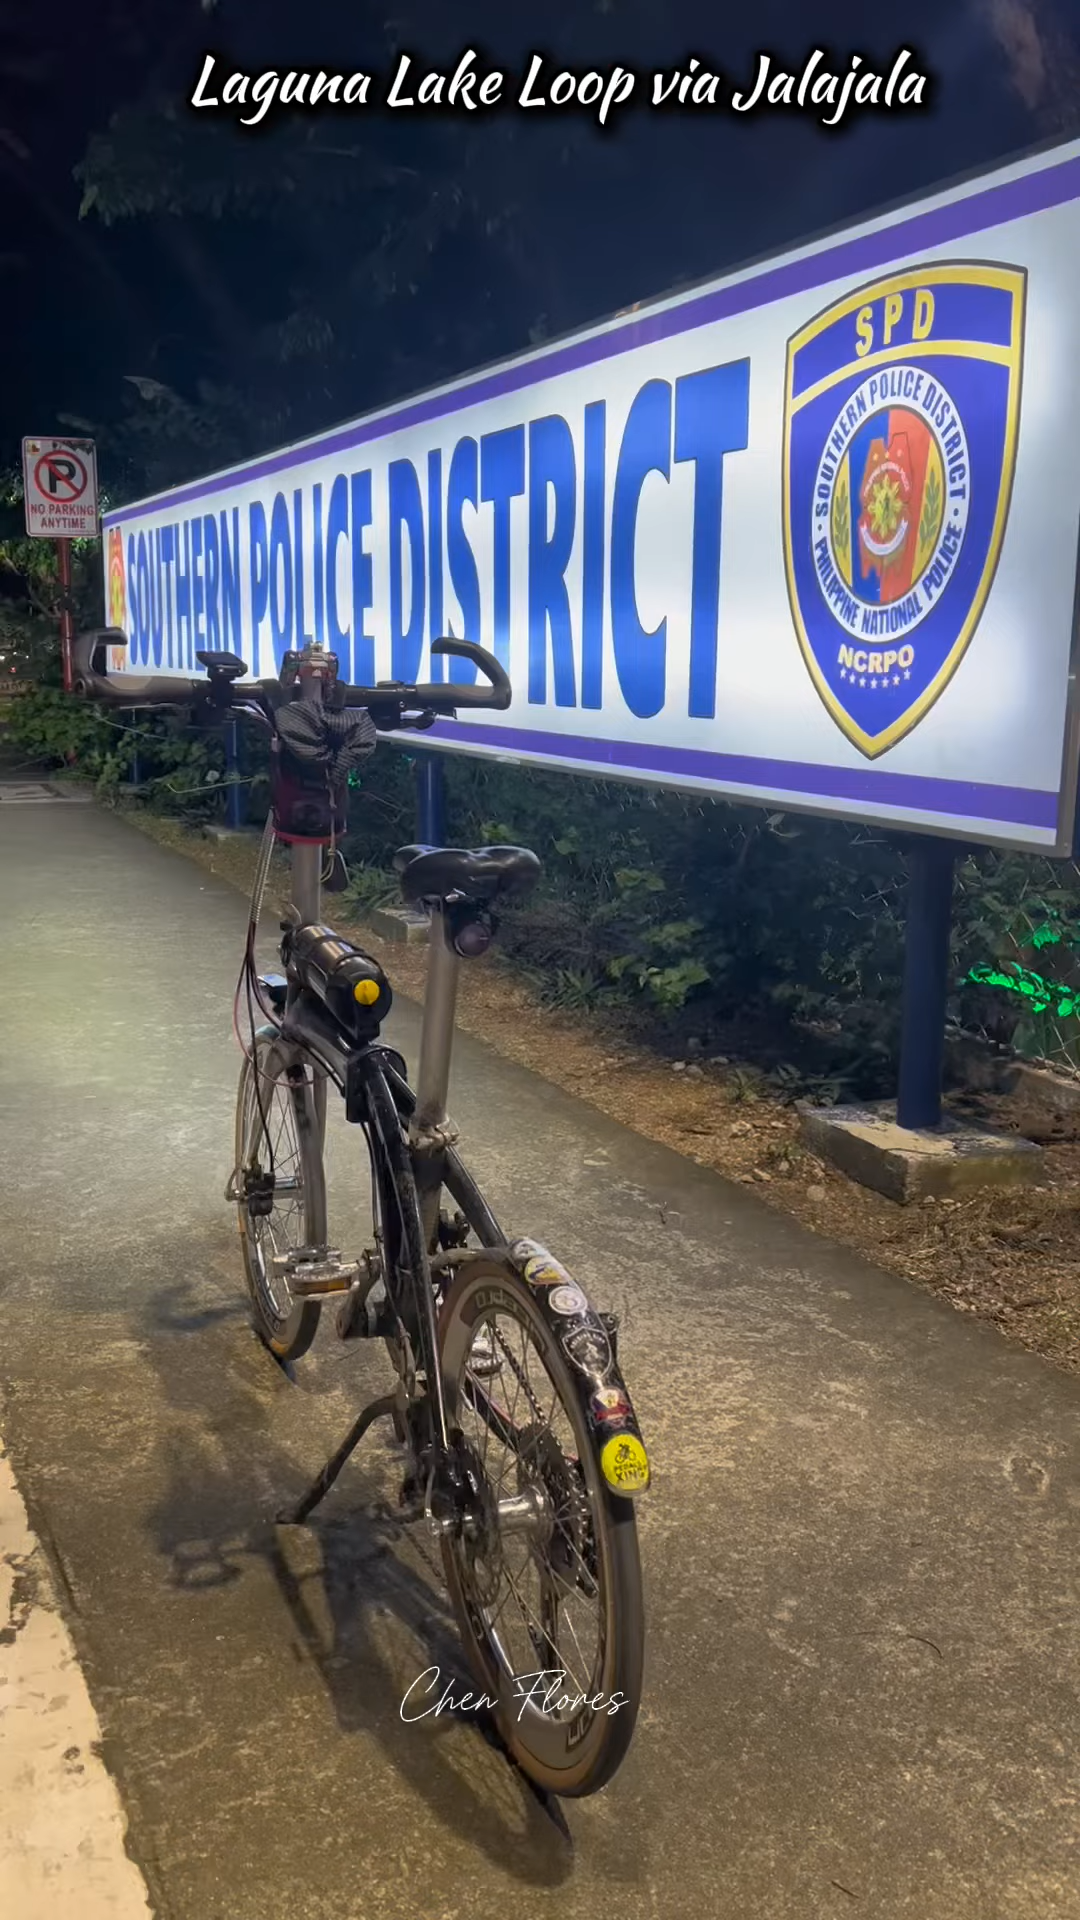 Laguna Lake Loop via Jalajala
SOUTHERN POLICE DISTRICT
SPD
SOUTHERN POLICE DISTRICT
PHILIPPINE NATIONAL POLICE
NCRPO
P
NO PARKING
ANYTIME
Chen Flores